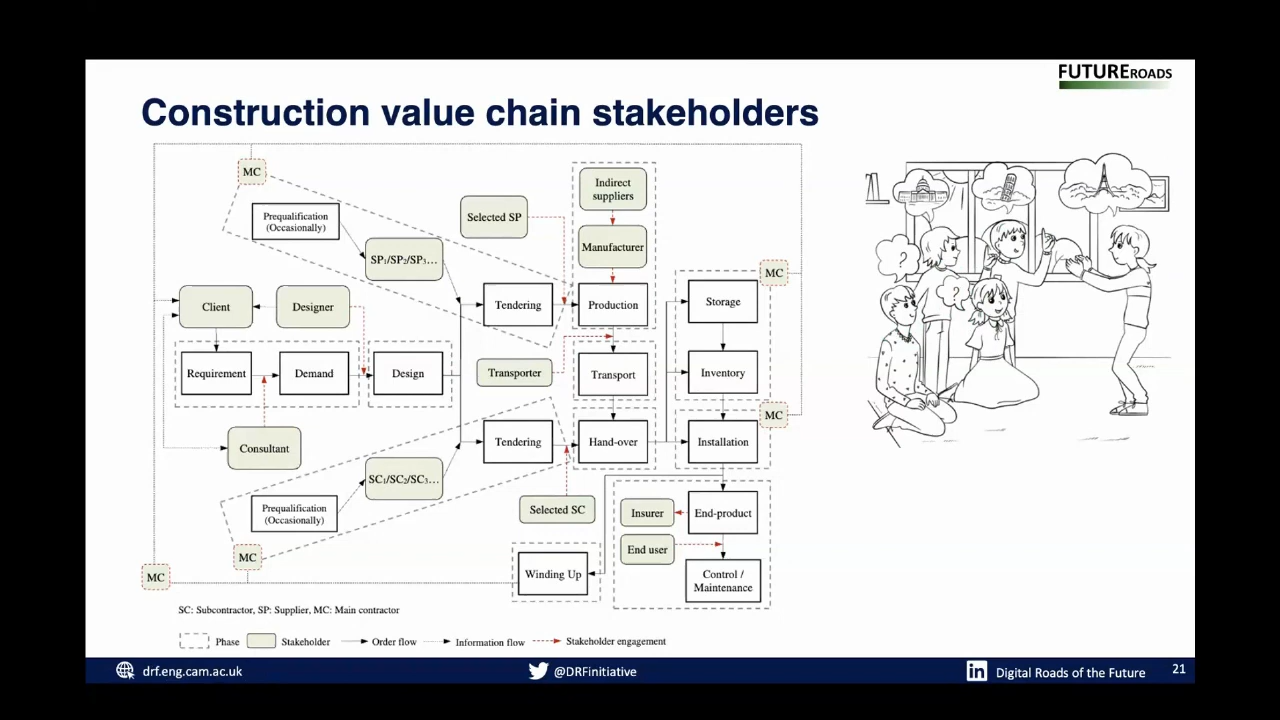 FUTUREROADS
Construction value chain stakeholders
MC
Prequalification
(Occasionally)
SP1/SP2/SP3…
Selected SP
Indirect
suppliers
Manufacturer
Client
Designer
Tendering
Production
MC
Storage
Requirement
Demand
Design
Transporter
Transport
Inventory
Consultant
Tendering
Hand-over
MC
Installation
SC1/SC2/SC3…
Prequalification
(Occasionally)
Selected SC
Insurer
End-product
End user
MC
MC
Winding Up
Control /
Maintenance
?
?
SC: Subcontractor, SP: Supplier, MC: Main contractor
Phase
Stakeholder
Order flow
Information flow
Stakeholder engagement
drf.eng.cam.ac.uk
@DRFinitiative
in
Digital Roads of the Future
21